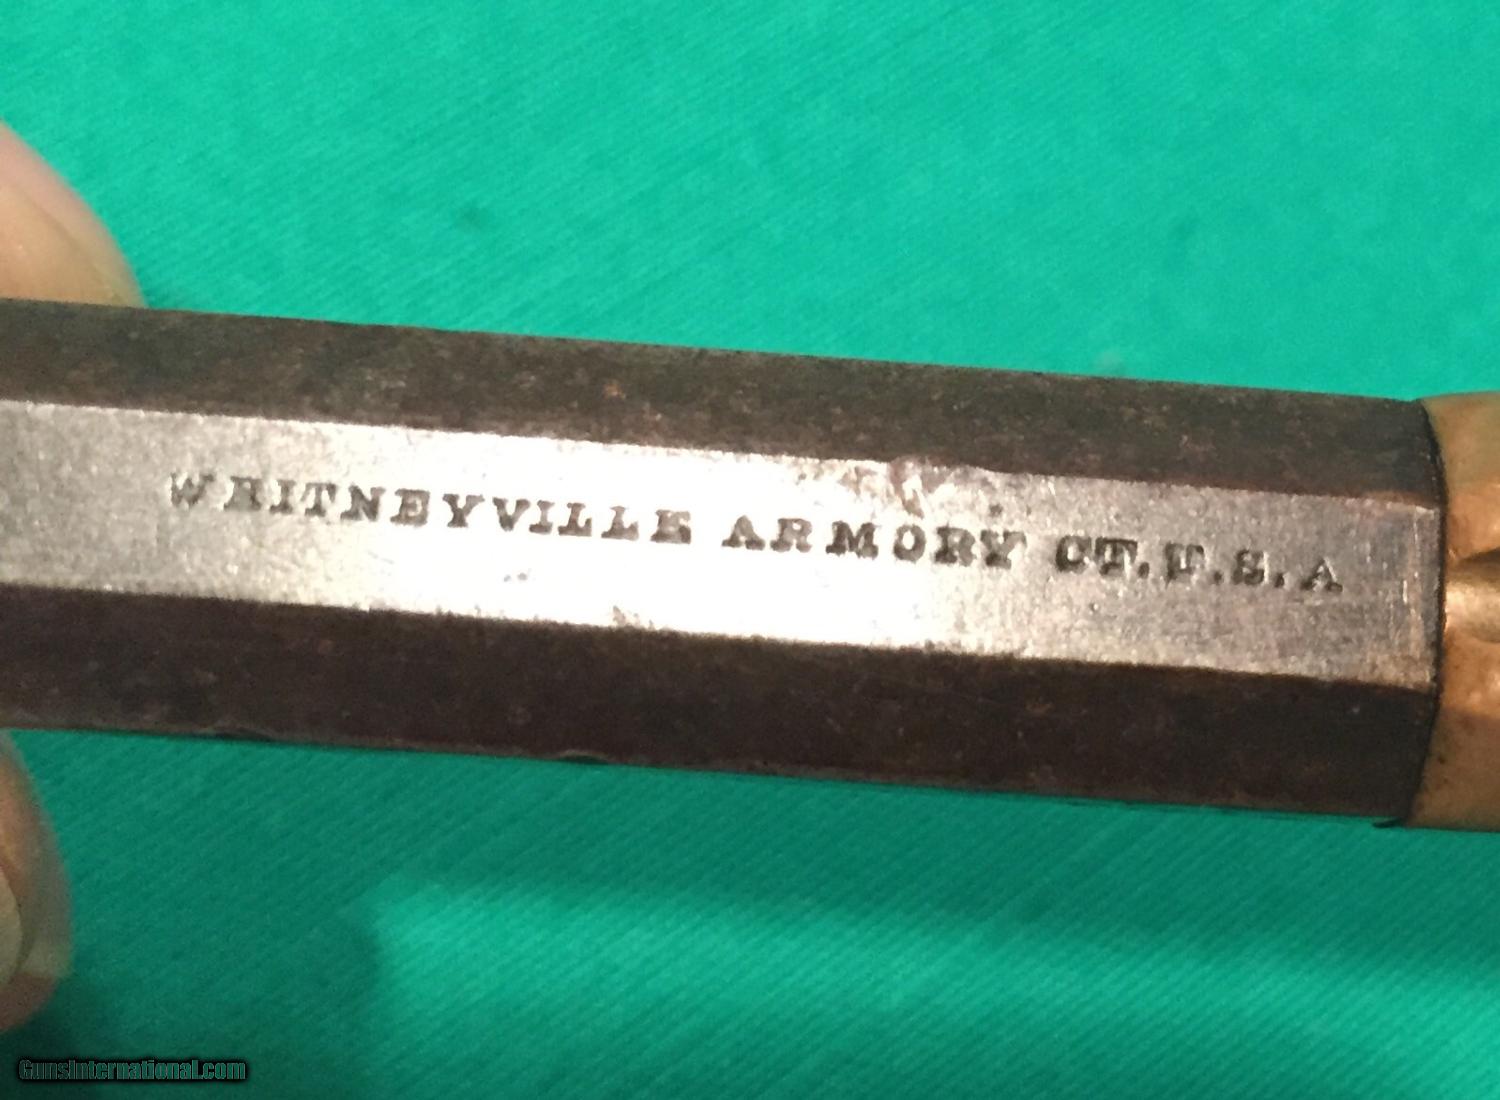 WHITNEYVILLE ARMORY CT. U.S.A
GunsInternational.com